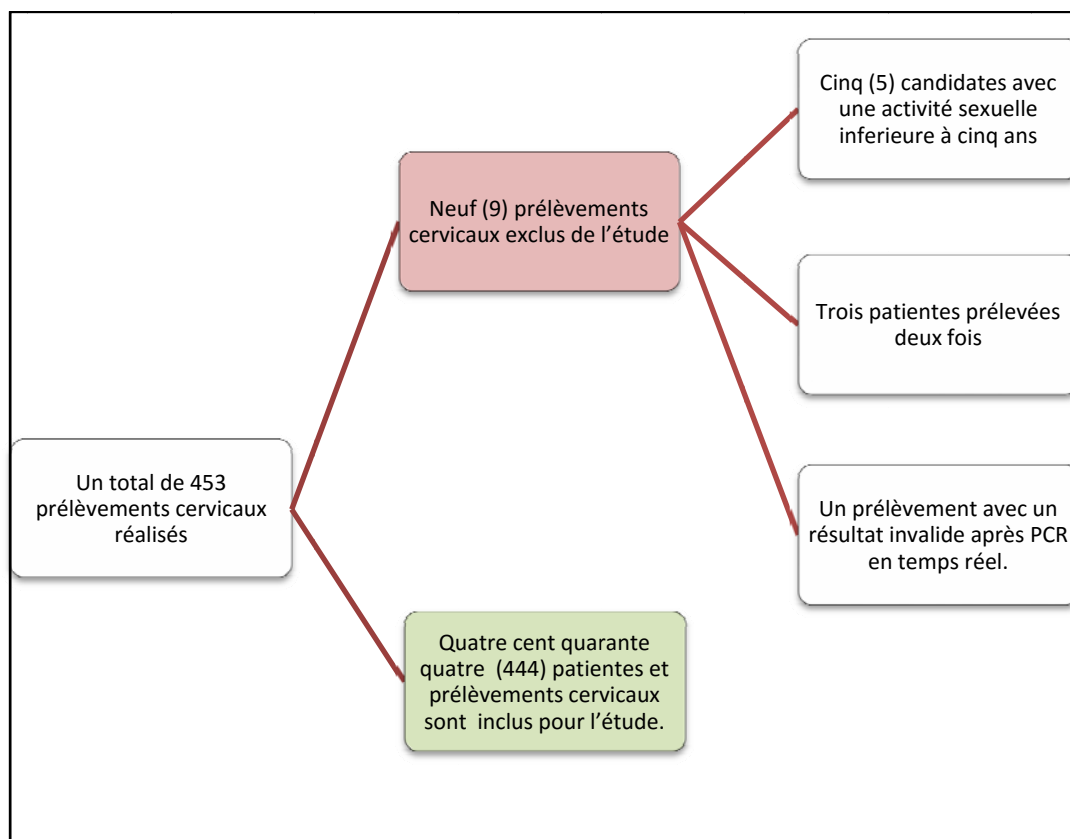 Un total de 453
prélèvements cervicaux
réalisés
Neuf (9) prélèvements
cervicaux exclus de l’étude
Cinq (5) candidates avec
une activité sexuelle
inferieure à cinq ans
Trois patientes prélevées
deux fois
Un prélèvement avec un
résultat invalide après PCR
en temps réel.
Quatre cent quarante
quatre (444) patientes et
prélèvements cervicaux
sont inclus pour l’étude.